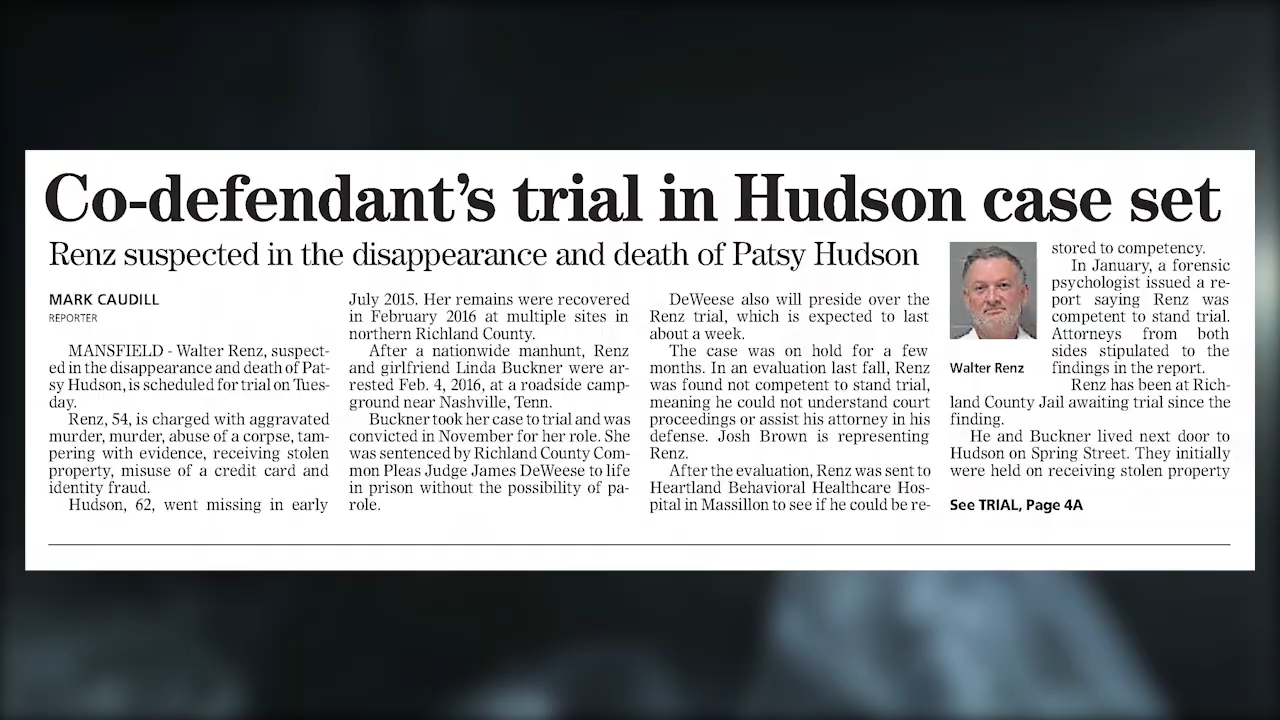 Co-defendant's trial in Hudson case set
Renz suspected in the disappearance and death of Patsy Hudson
MARK CAUDILL
REPORTER
MANSFIELD - Walter Renz, suspect-
ed in the disappearance and death of Pat-
sy Hudson, is scheduled for trial on Tues-
day.
Renz, 54, is charged with aggravated
murder, murder, abuse of a corpse, tam-
pering with evidence, receiving stolen
property, misuse of a credit card and
identity fraud.
Hudson, 62, went missing in early
July 2015. Her remains were recovered
in February 2016 at multiple sites in
northern Richland County.
After a nationwide manhunt, Renz
and girlfriend Linda Buckner were ar-
rested Feb. 4, 2016, at a roadside camp-
ground near Nashville, Tenn.
Buckner took her case to trial and was
convicted in November for her role. She
was sentenced by Richland County Com-
mon Pleas Judge James DeWeese to life
in prison without the possibility of pa-
role.
DeWeese also will preside over the
Renz trial, which is expected to last
about a week.
The case was on hold for a few
months. In an evaluation last fall, Renz
was found not competent to stand trial,
meaning he could not understand court
proceedings or assist his attorney in his
defense. Josh Brown is representing
Renz.
After the evaluation, Renz was sent to
Heartland Behavioral Healthcare Hos-
pital in Massillon to see if he could be re-
Walter Renz
stored to competency.
In January, a forensic
psychologist issued a re-
port saying Renz was
competent to stand trial.
Attorneys from both
sides stipulated to the
findings in the report.
Renz has been at Rich-
land County Jail awaiting trial since the
finding.
He and Buckner lived next door to
Hudson on Spring Street. They initially
were held on receiving stolen property
See TRIAL, Page 4A